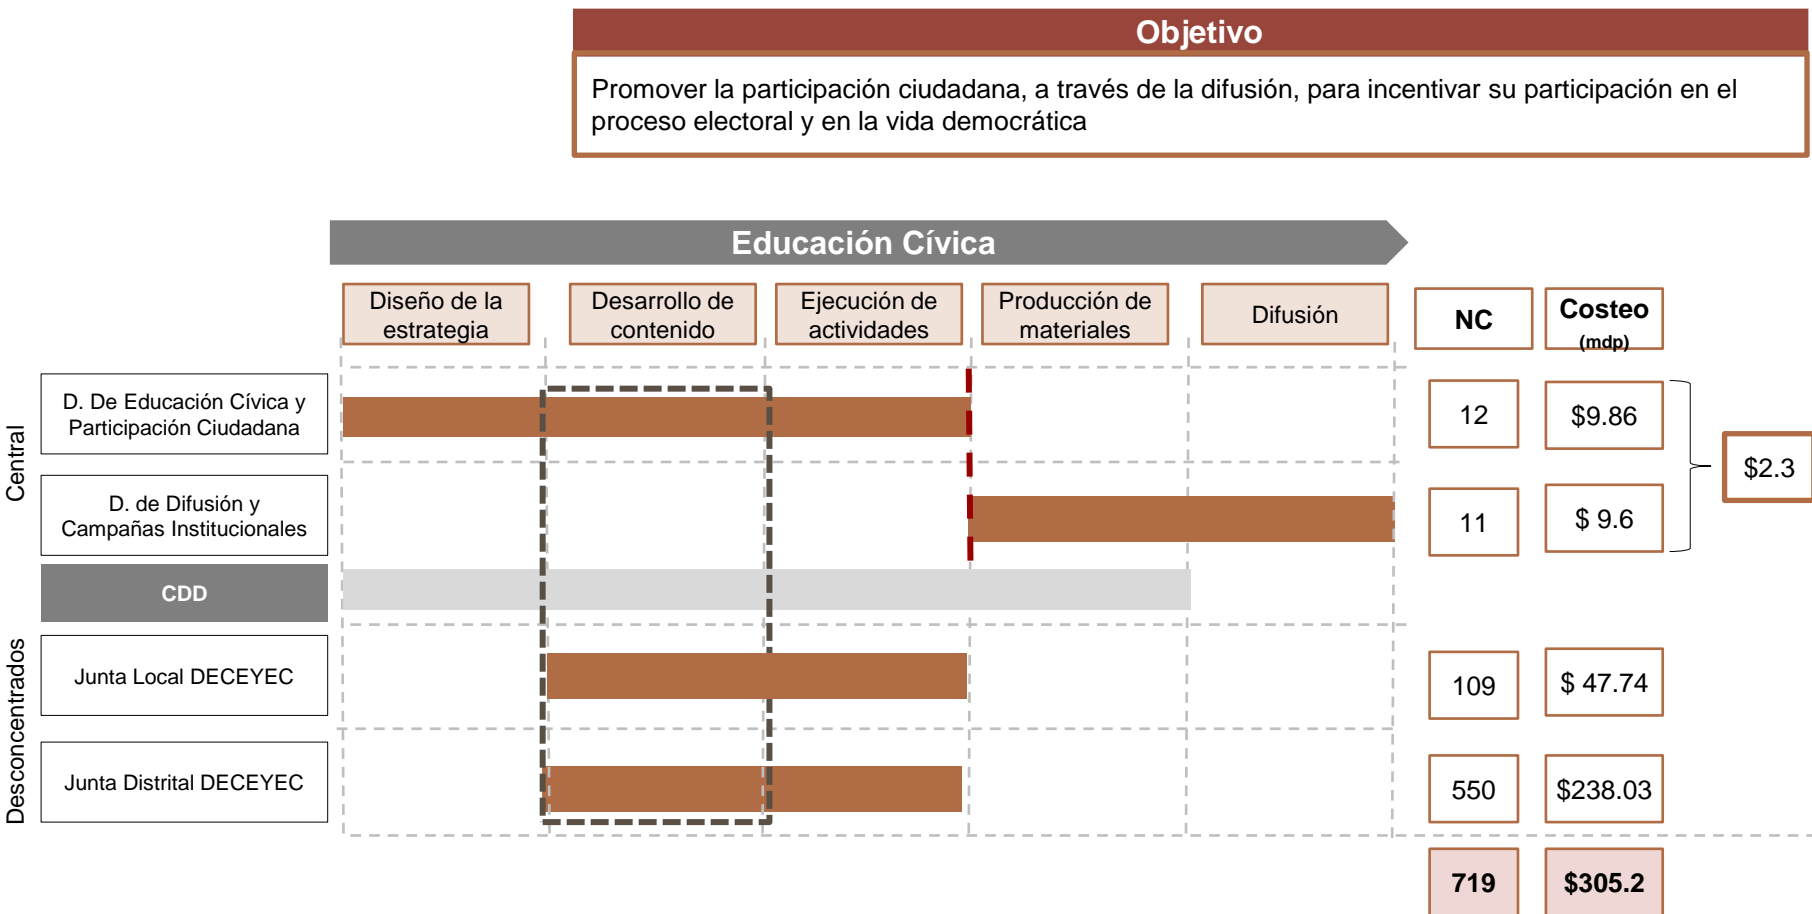 Objetivo
Promover la participación ciudadana, a través de la difusión, para incentivar su participación en el
proceso electoral y en la vida democrática
Educación Cívica
Diseño de la
estrategia
Desarrollo de
contenido
Ejecución de
actividades
Producción de
materiales
Difusión
NC
Costeo
(mdp)
Central
D. De Educación Cívica y
Participación Ciudadana
12
$9.86
$2.3
D. de Difusión y
Campañas Institucionales
11
$ 9.6
CDD
Desconcentrados
Junta Local DECEYEC
109
$ 47.74
Junta Distrital DECEYEC
550
$238.03
719
$305.2